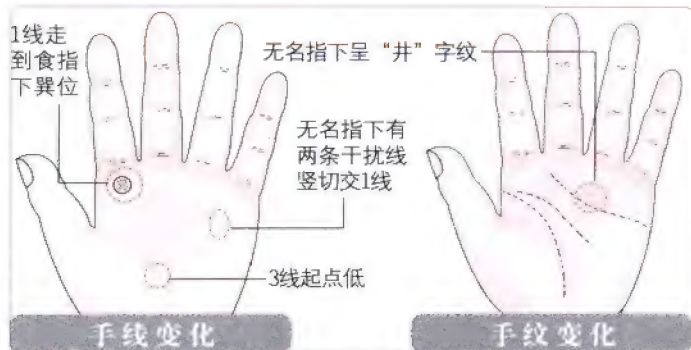 1线走
到食指
下巽位
无名指下呈“井”字纹
无名指下有
两条干扰线
竖切交1线
3线起点低
手线变化
手纹变化